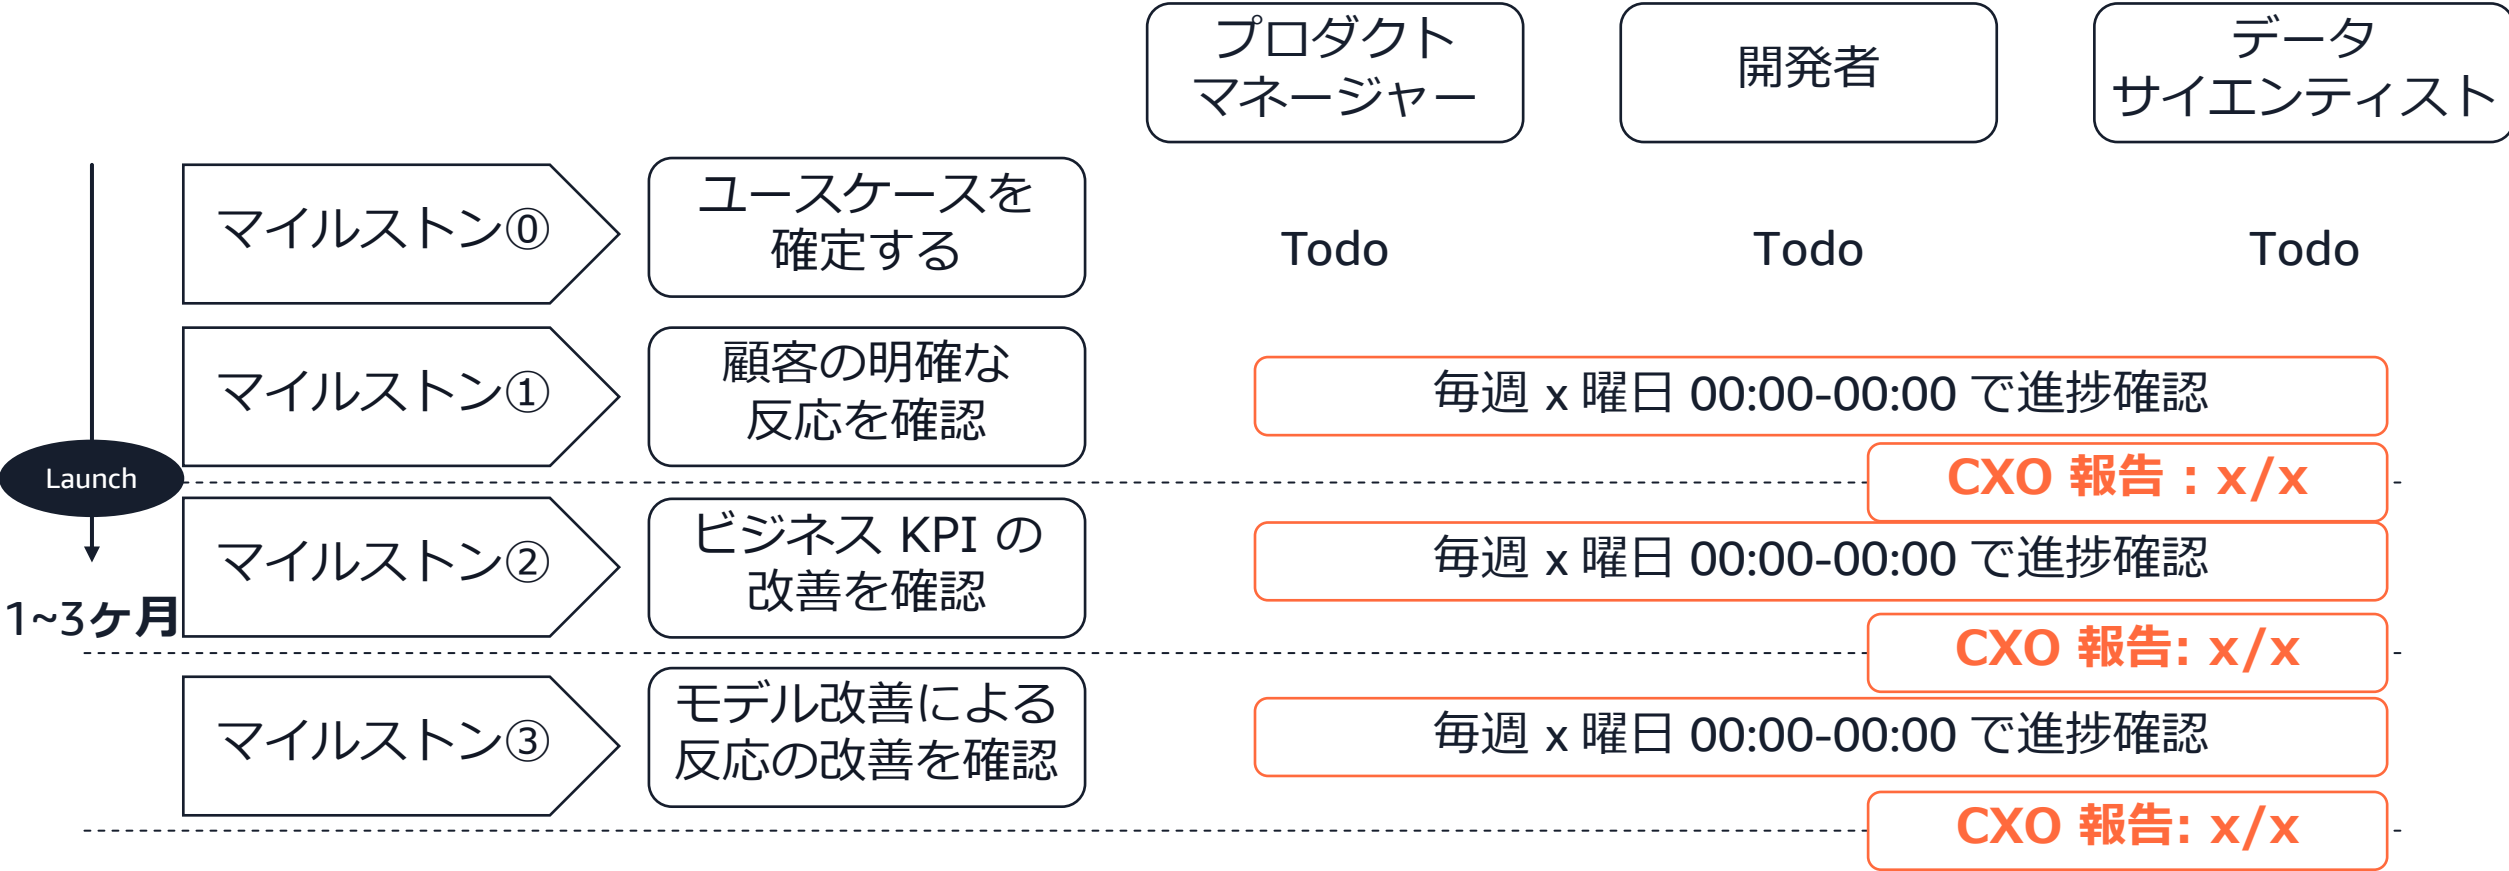 プロダクト
マネージャー
開発者
データ
サイエンティスト
マイルストン⓪
ユースケースを
確定する
Todo
Todo
Todo
マイルストン①
顧客の明確な
反応を確認
毎週 x 曜日 00:00-00:00 で進捗確認
Launch
CXO 報告：x/x
マイルストン②
ビジネス KPI の
改善を確認
毎週 x 曜日 00:00-00:00 で進捗確認
1~3ヶ月
CXO 報告: x/x
マイルストン③
モデル改善による
反応の改善を確認
毎週 x 曜日 00:00-00:00 で進捗確認
CXO 報告: x/x